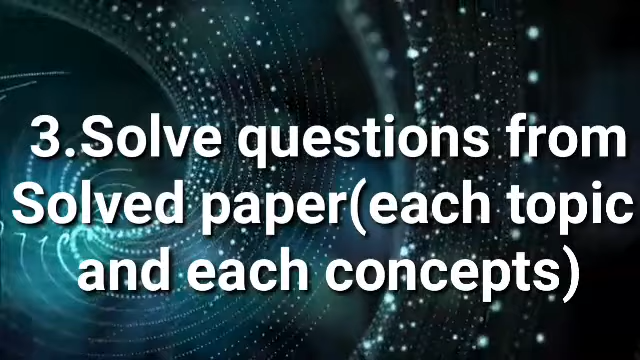 3.Solve questions from
Solved paper(each topic
and each concepts)